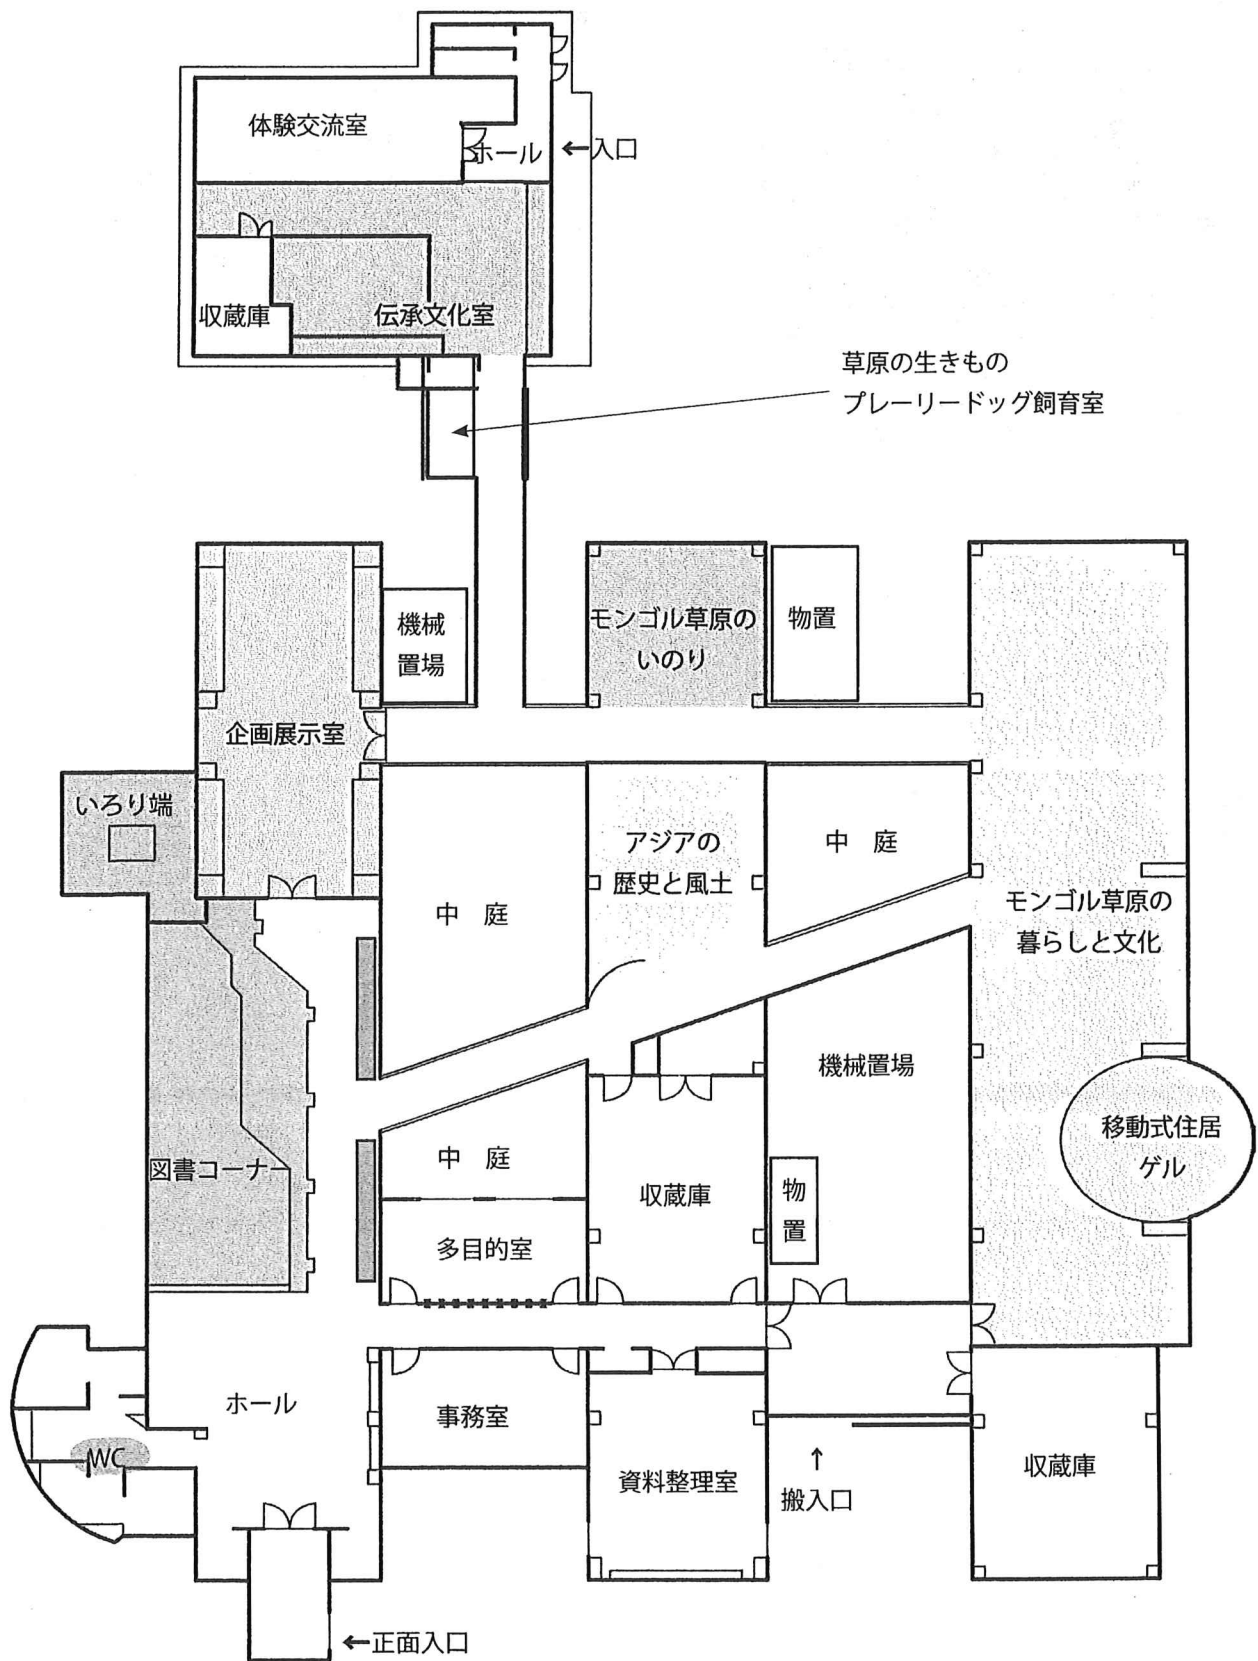 体験交流室
ホール
←入口
収蔵庫
伝承文化室
草原の生きもの
プレーリードッグ飼育室
機械
置場
モンゴル草原の
いのり
物置
企画展示室
いろり端
アジアの
歴史と風土
中 庭
中 庭
モンゴル草原の
暮らしと文化
機械置場
移動式住居
ゲル
中 庭
図書コーナー
収蔵庫
物
置
多目的室
ホール
事務室
WC
資料整理室
↑
搬入口
収蔵庫
←正面入口